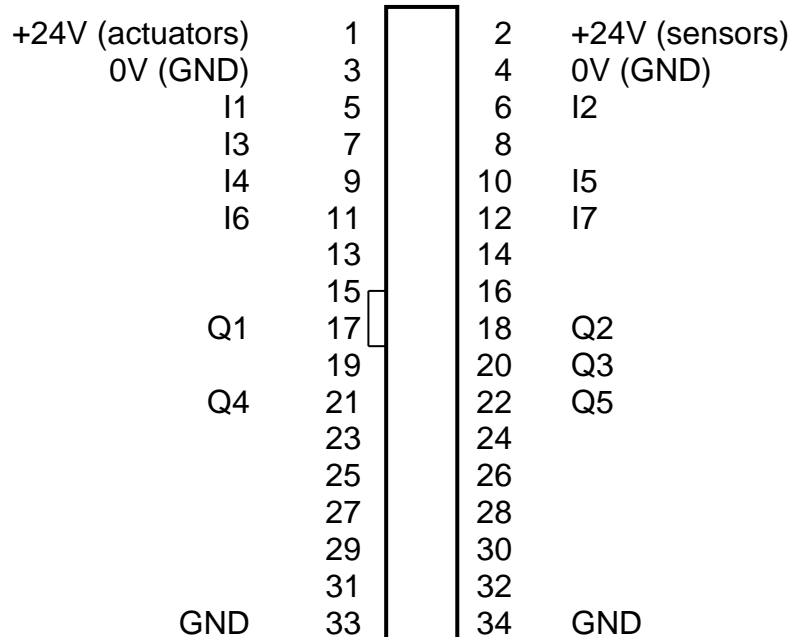 +24V (actuators) 1 2 +24V (sensors)
0V (GND) 3 4 0V (GND)
I1 5 6 I2
I3 7 8
I4 9 10 I5
I6 11 12 I7
13 14
15 16
Q1 17 18 Q2
19 20 Q3
Q4 21 22 Q5
23 24
25 26
27 28
29 30
31 32
GND 33 34 GND